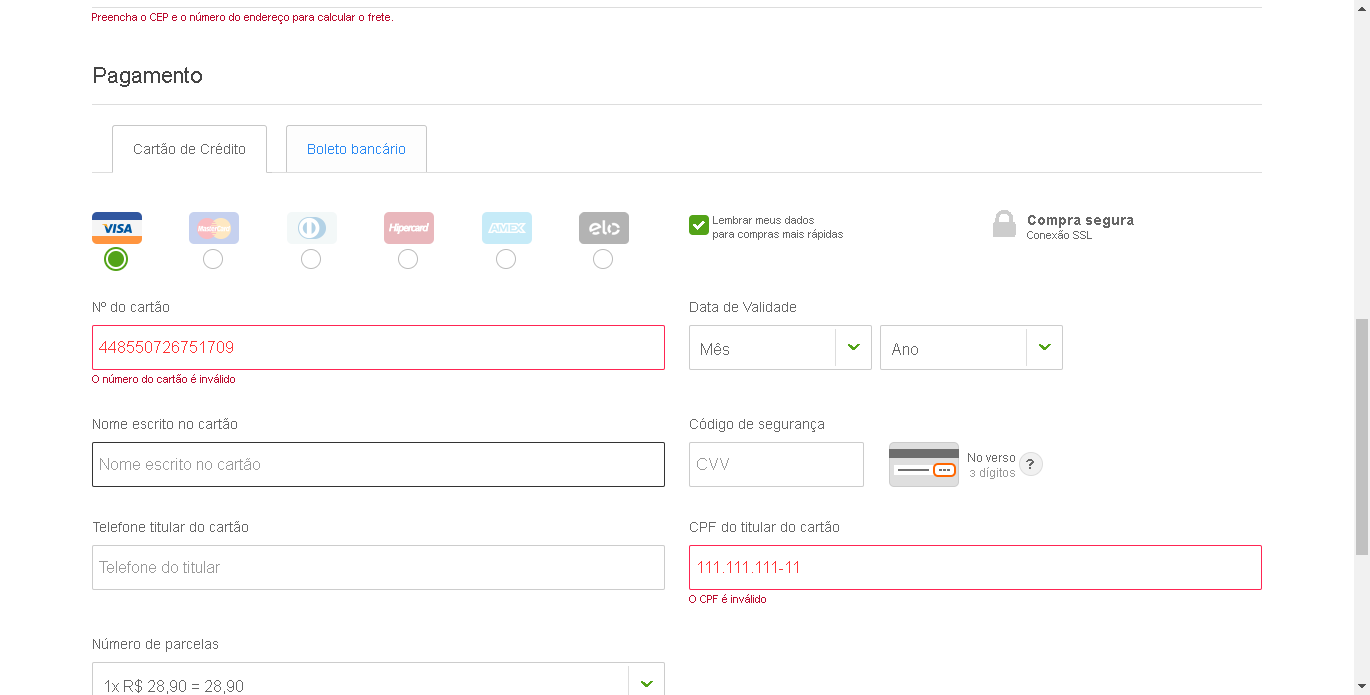 Preencha o CEP e o número do endereço para calcular o frete.
Pagamento
Cartão de Crédito
Boleto bancário
VISA
MasterCard
Hipercard
AMEX
elo
Lembrar meus dados
para compras mais rápidas
Compra segura
Conexão SSL
Nº do cartão
448550726751709
O número do cartão é inválido
Data de Validade
Mês
Ano
Nome escrito no cartão
Nome escrito no cartão
Código de segurança
CVV
No verso
3 dígitos
?
Telefone titular do cartão
Telefone do titular
CPF do titular do cartão
111.111.111-11
O CPF é inválido
Número de parcelas
1x R$ 28,90 = 28,90